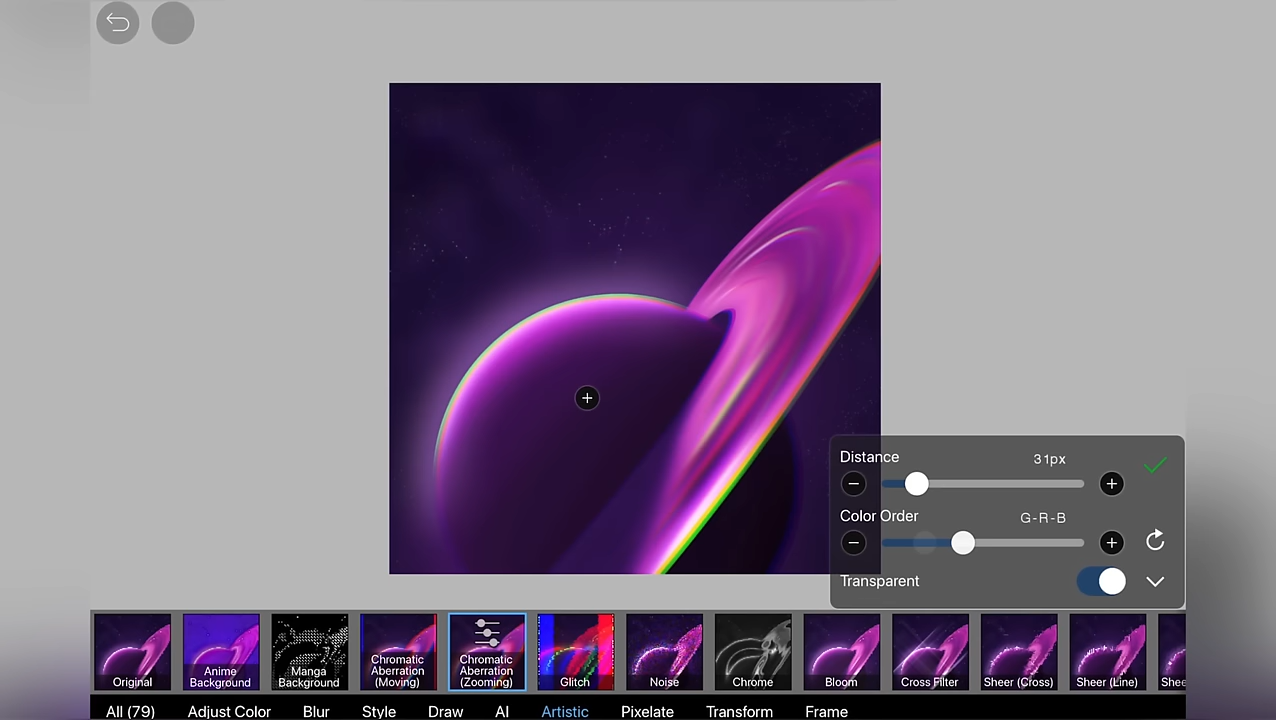 Distance 31px
Color Order G-R-B
Transparent
Original
Anime
Background
Manga
Background
Chromatic
Aberration
(Moving)
Chromatic
Aberration
(Zooming)
Glitch
Noise
Chrome
Bloom
Cross Filter
Sheer (Cross)
Sheer (Line)
Shee
All (79) Adjust Color Blur Style Draw AI Artistic Pixelate Transform Frame